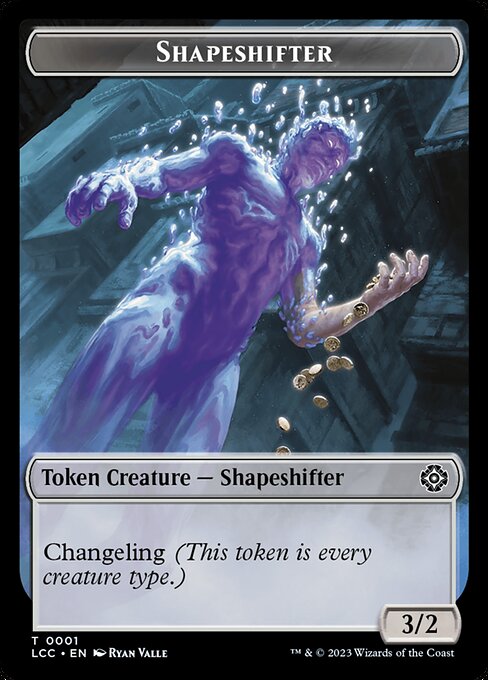 Shapeshifter
Token Creature — Shapeshifter
Changeling (This token is every
creature type.)
3/2
T 0001
LCC • EN Ryan Valle
™ & © 2023 Wizards of the Coast